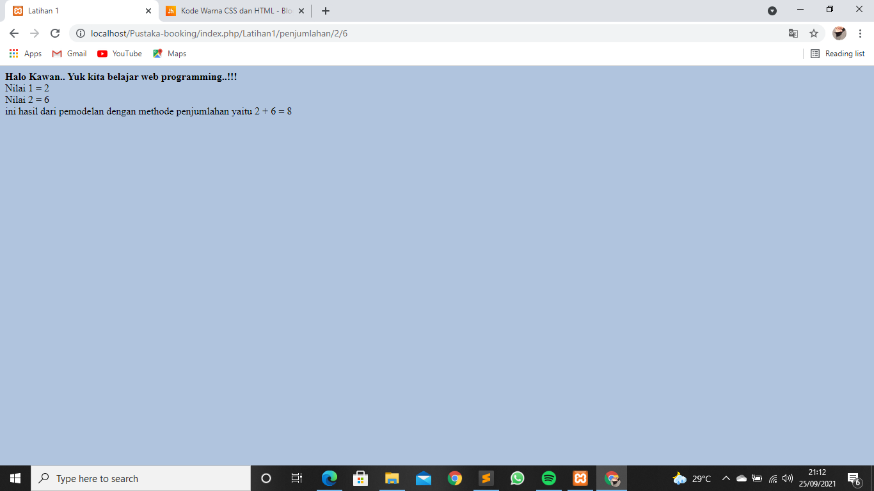 Latihan 1
Kode Warna CSS dan HTML - Blo
localhost/Pustaka-booking/index.php/Latihan1/penjumlahan/2/6
Apps
Gmail
YouTube
Maps
Reading list
Halo Kawan.. Yuk kita belajar web programming..!!!
Nilai 1 = 2
Nilai 2 = 6
ini hasil dari pemodelan dengan methode penjumlahan yaitu 2 + 6 = 8
Type here to search
29°C
21:12
25/09/2021
6